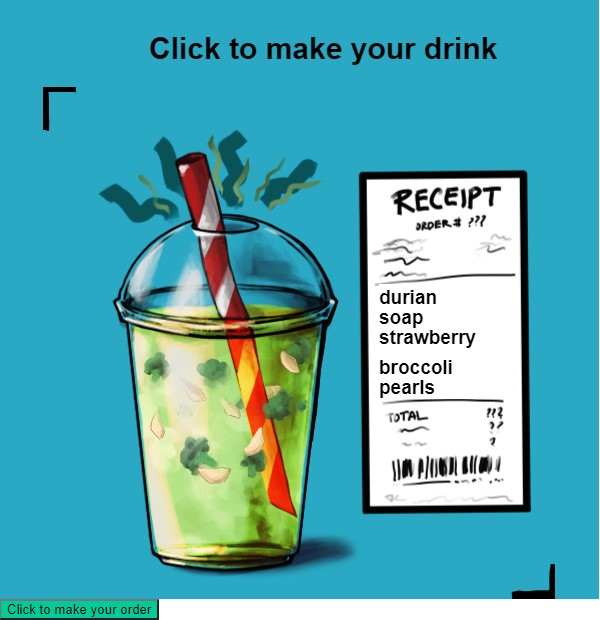 Click to make your drink
RECEIPT
ORDER # ???
durian
soap
strawberry
broccoli
pearls
TOTAL ???
??
?
Click to make your order